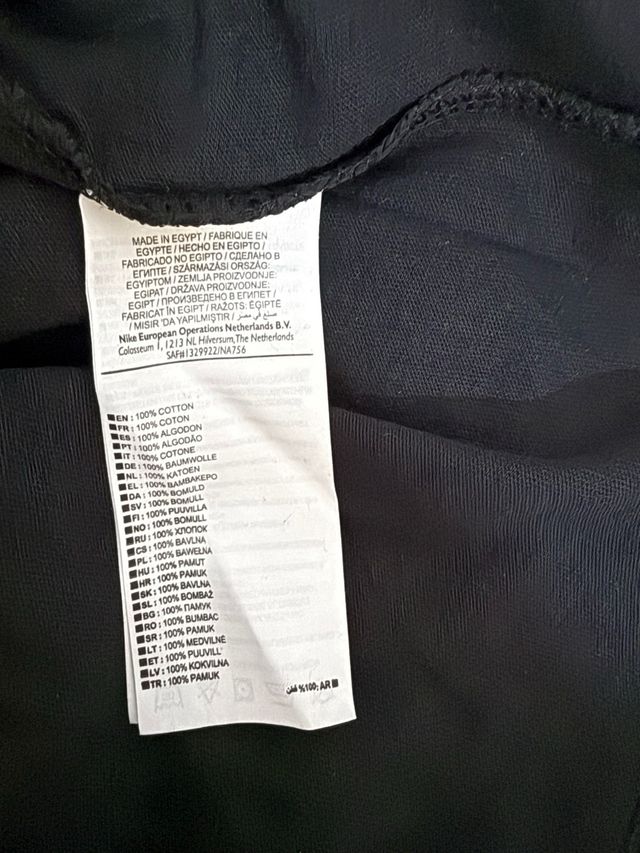 MADE IN EGYPT / FABRIQUE EN
EGYPTE / HECHO EN EGIPTO /
FABRICADO NO EGIPTO / СДЕЛАНО В
ЕГИПТЕ / SZÁRMAZÁSI ORSZÁG:
EGYIPTOM / ZEMLJA PROIZVODNJE:
EGIPAT / DRŽAVA PROIZVODNJE:
EGIPT / ПРОИЗВЕДЕНО В ЕГИПЕТ /
FABRICAT ÎN EGIPT / RAŽOTS: ĒĢIPTE
/ MISIR 'DA YAPILMIŞTIR / صنع في مصر
Nike European Operations Netherlands B.V.
Colosseum 1, 1213 NL Hilversum, The Netherlands
SAF#1329922/NA756
EN : 100% COTTON
FR : 100% COTON
ES : 100% ALGODON
PT : 100% ALGODÃO
IT : 100% COTONE
DE : 100% BAUMWOLLE
NL : 100% KATOEN
EL : 100% ΒΑΜΒΑΚΕΡΟ
DA : 100% BOMULD
SV : 100% BOMULL
FI : 100% PUUVILLA
NO : 100% BOMULL
RU : 100% ХЛОПОК
CS : 100% BAVLNA
PL : 100% BAWEŁNA
HU : 100% PAMUT
HR : 100% PAMUK
SK : 100% BAVLNA
SL : 100% BOMBAŽ
BG : 100% ПАМУК
RO : 100% BUMBAC
SR : 100% PAMUK
LT : 100% MEDVILNĖ
ET : 100% PUUVILL
LV : 100% KOKVILNA
TR : 100% PAMUK
قطن %100: AR